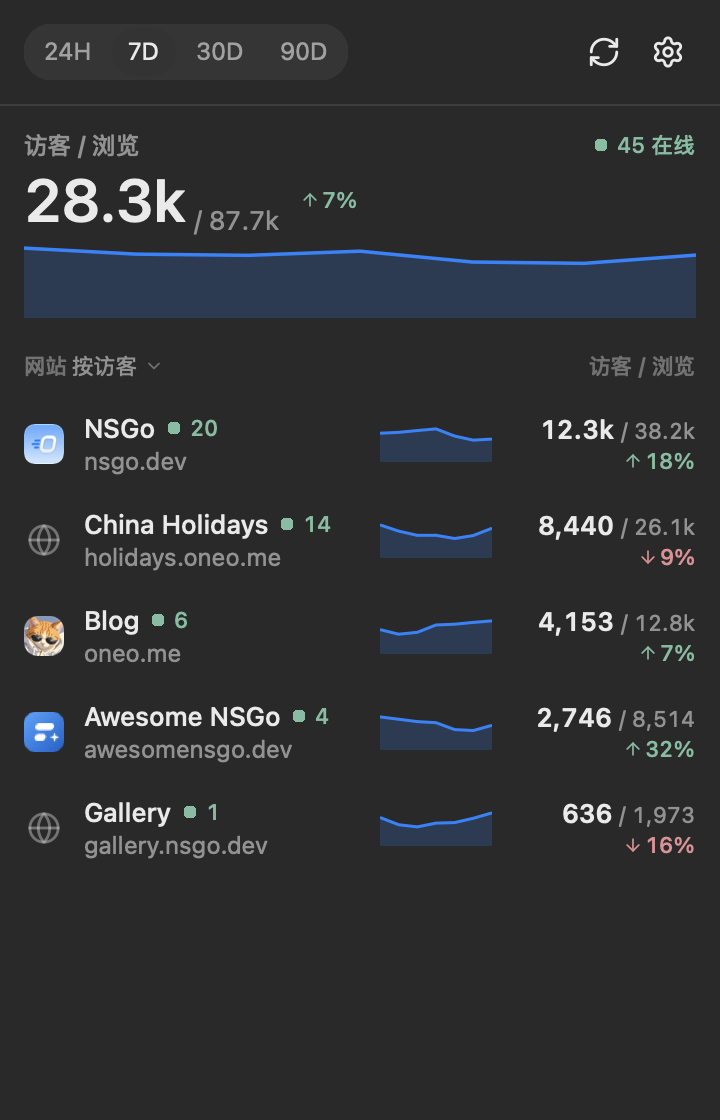 24H 7D 30D 90D
访客 / 浏览 45 在线
28.3k / 87.7k ↑7%
网站 按访客 访客 / 浏览
NSGo 20 12.3k / 38.2k
nsgo.dev ↑18%
China Holidays 14 8,440 / 26.1k
holidays.oneo.me ↓9%
Blog 6 4,153 / 12.8k
oneo.me ↑7%
Awesome NSGo 4 2,746 / 8,514
awesomensgo.dev ↑32%
Gallery 1 636 / 1,973
gallery.nsgo.dev ↓16%